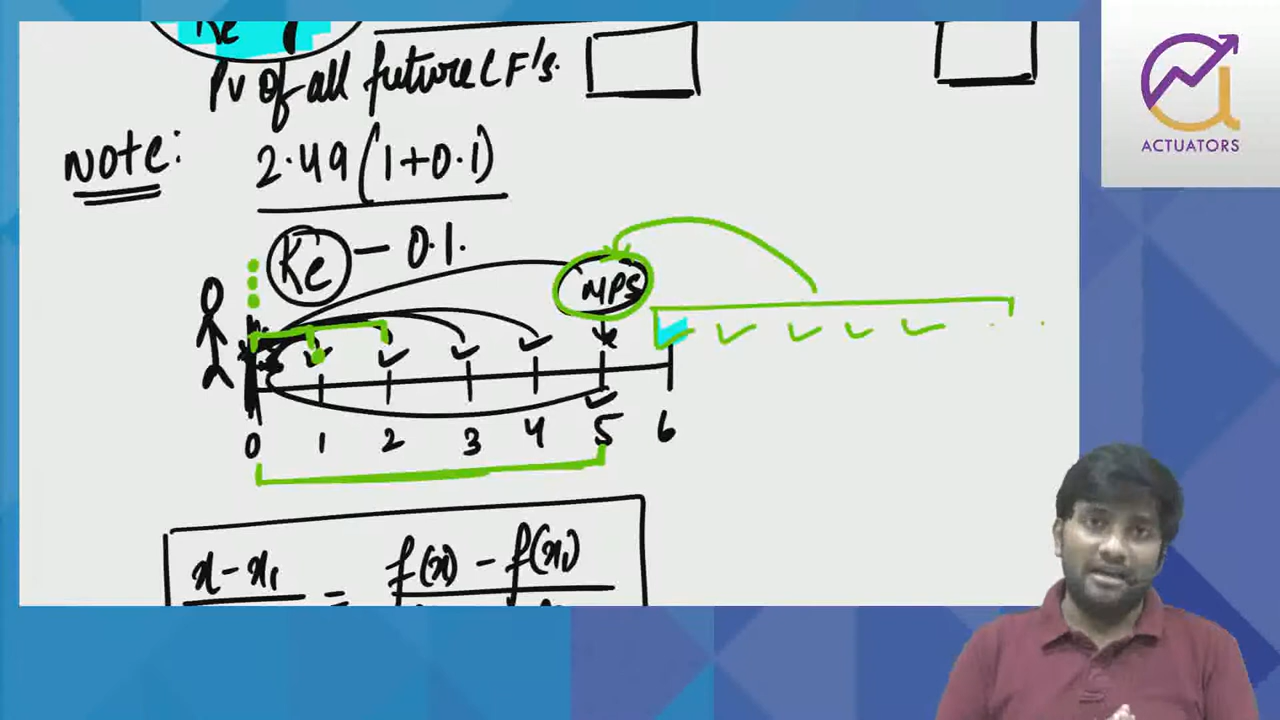 Ke
PV of all future CF's.
Note:
2.49(1+0.1)
Ke - 0.1.
MPS
0 1 2 3 4 5 6
x-x₁ = f(x) - f(x₁)
ACTUATORS